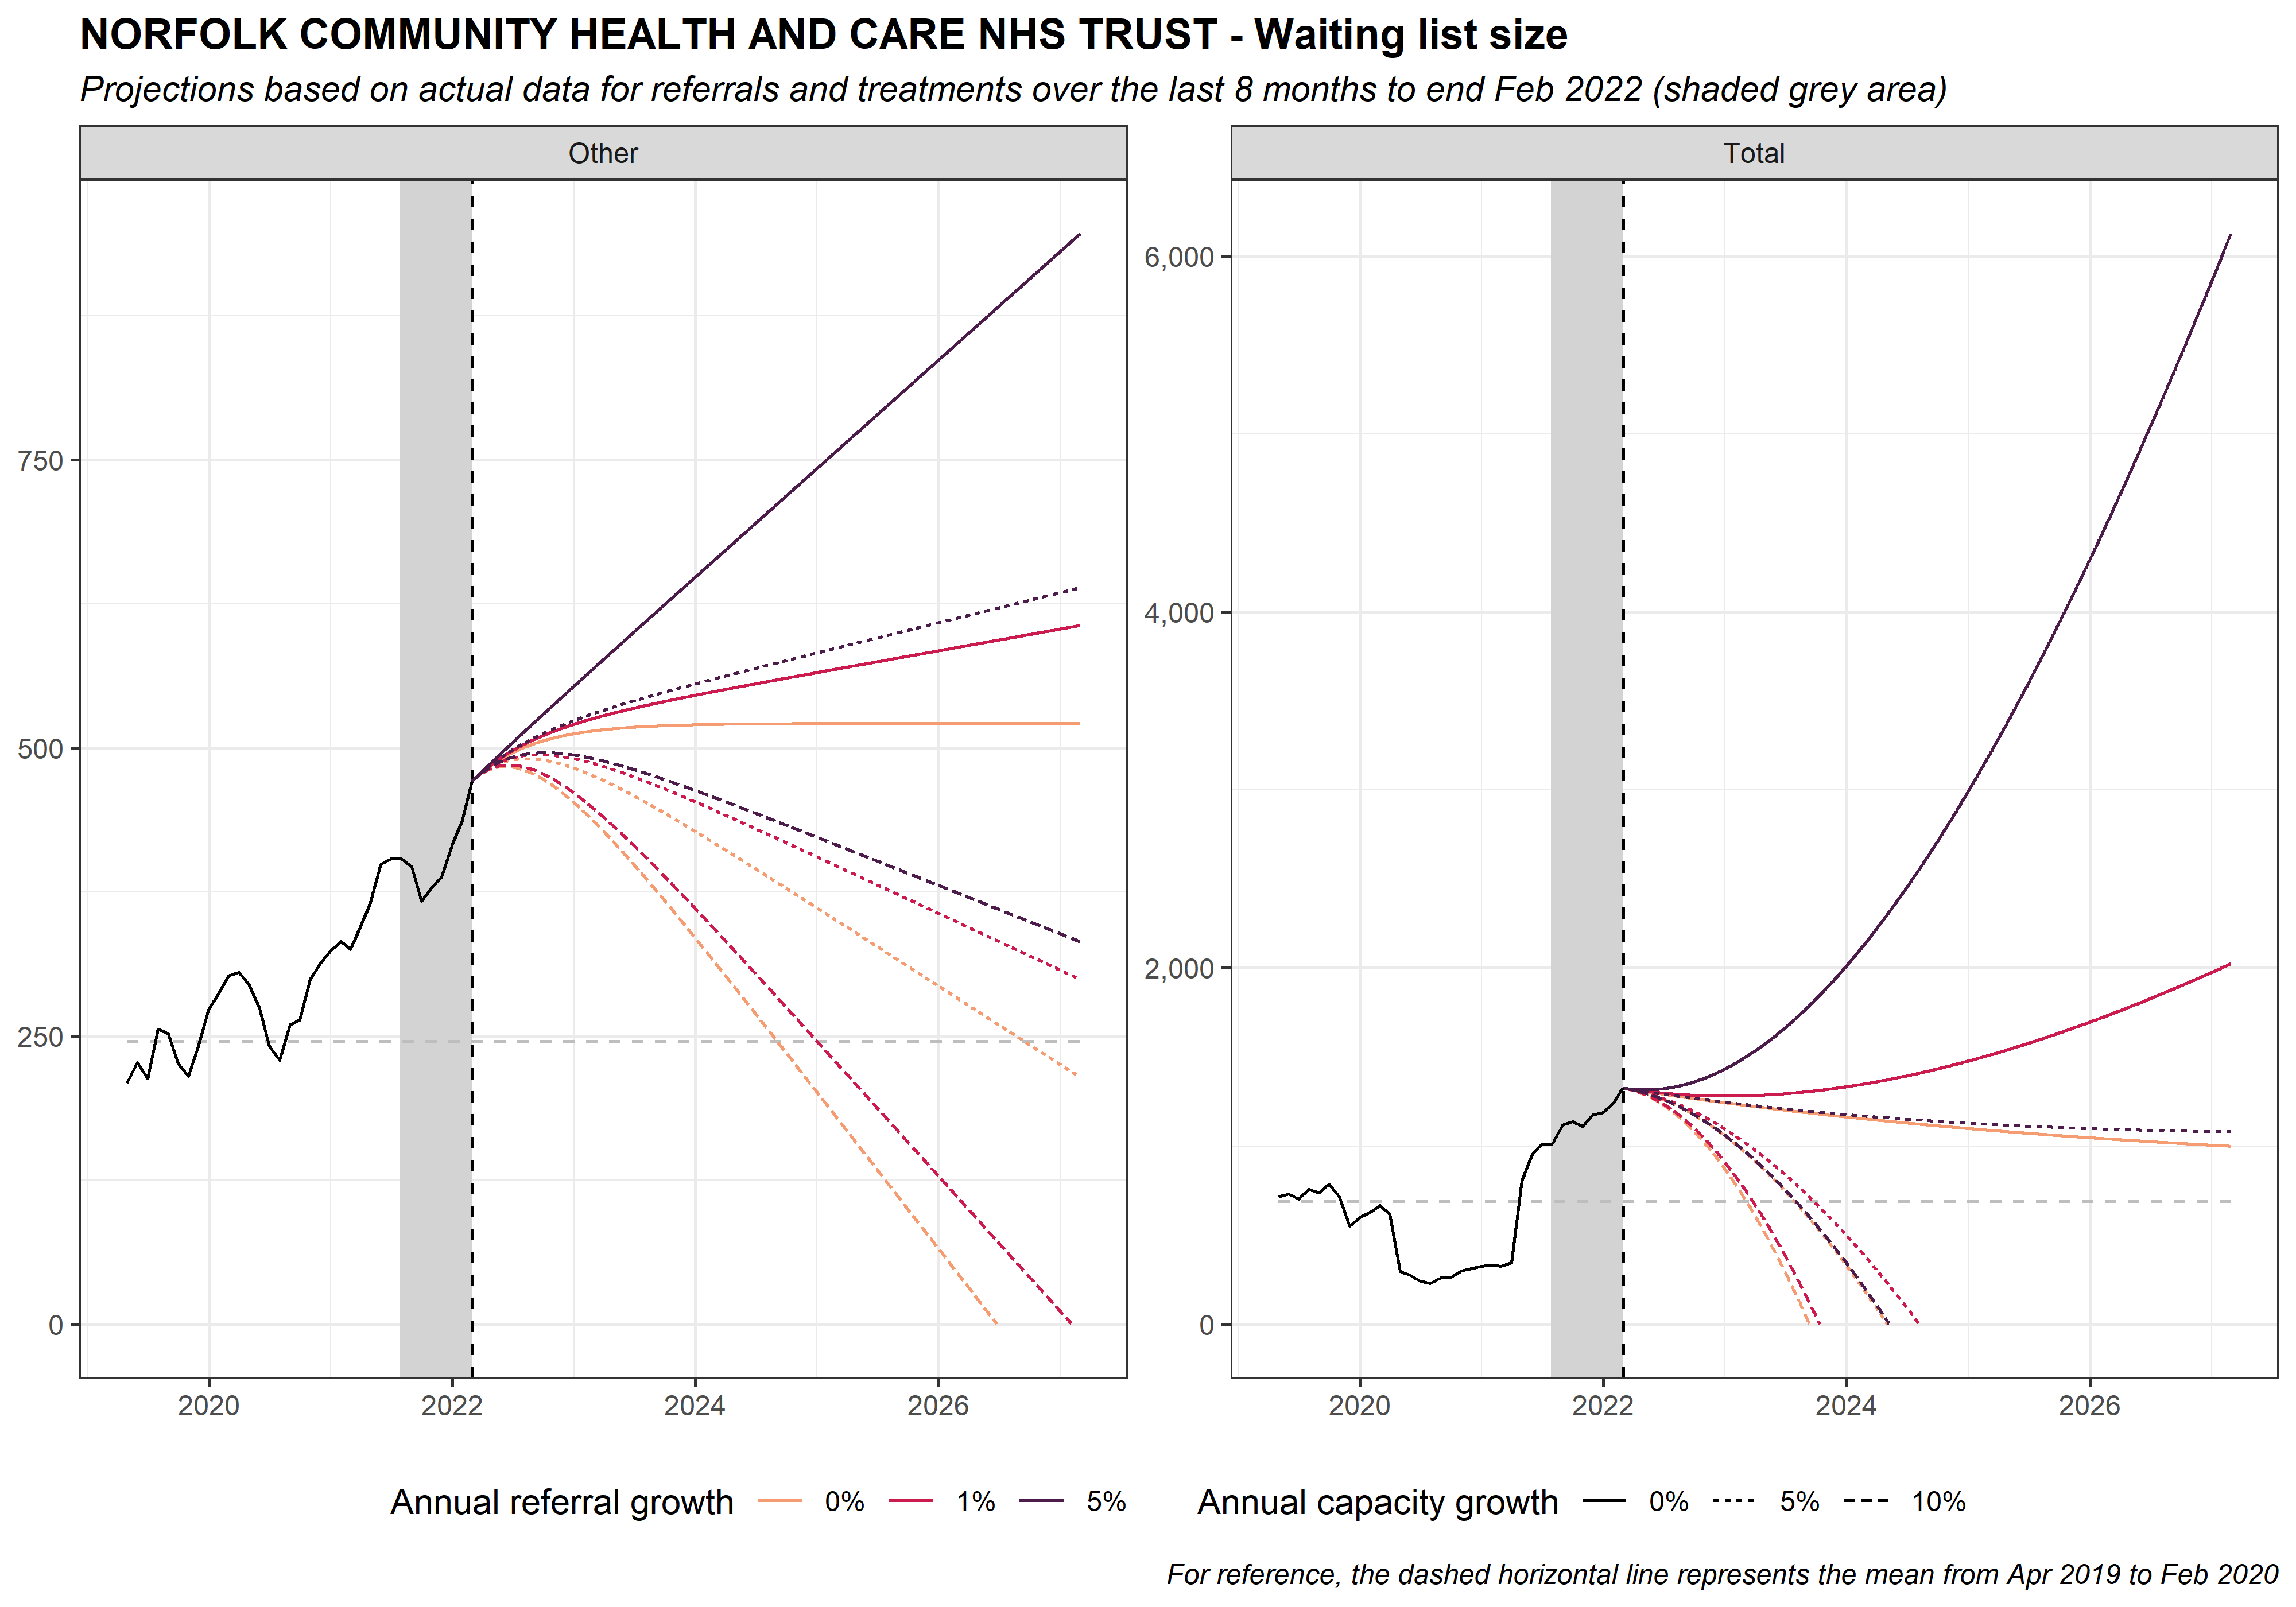 NORFOLK COMMUNITY HEALTH AND CARE NHS TRUST - Waiting list size
Projections based on actual data for referrals and treatments over the last 8 months to end Feb 2022 (shaded grey area)
Other
750
500
250
0
2020 2022 2024 2026
Total
6,000
4,000
2,000
0
2020 2022 2024 2026
Annual referral growth 0% 1% 5%
Annual capacity growth 0% 5% 10%
For reference, the dashed horizontal line represents the mean from Apr 2019 to Feb 2020